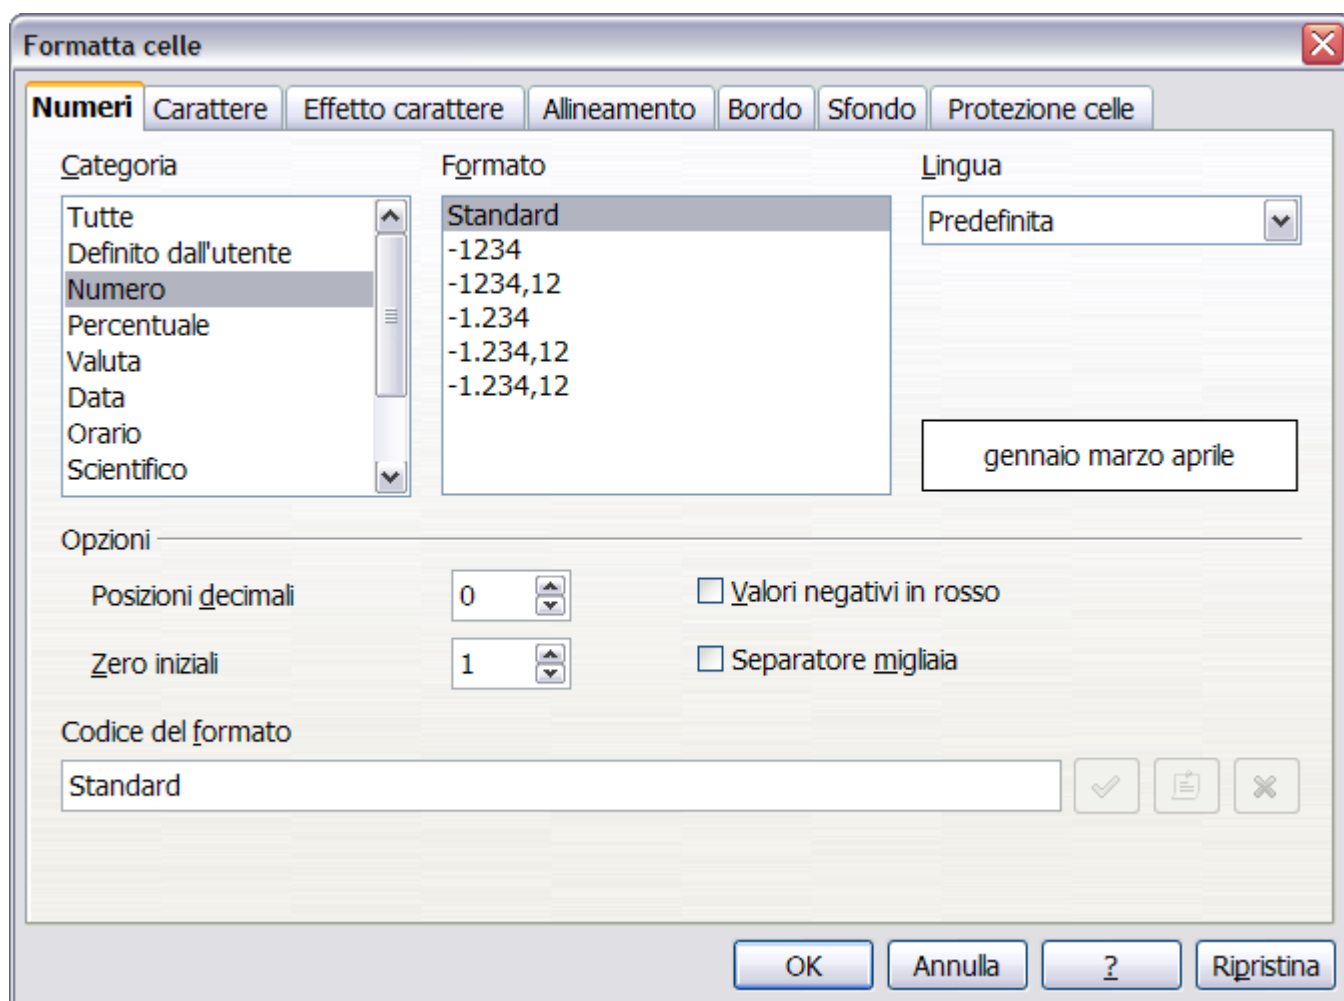 Formatta celle
Numeri Carattere Effetto carattere Allineamento Bordo Sfondo Protezione celle
Categoria
Tutte
Definito dall'utente
Numero
Percentuale
Valuta
Data
Orario
Scientifico
Formato
Standard
-1234
-1234,12
-1.234
-1.234,12
-1.234,12
Lingua
Predefinita
gennaio marzo aprile
Opzioni
Posizioni decimali 0
Valori negativi in rosso
Zero iniziali 1
Separatore migliaia
Codice del formato
Standard
OK Annulla ? Ripristina